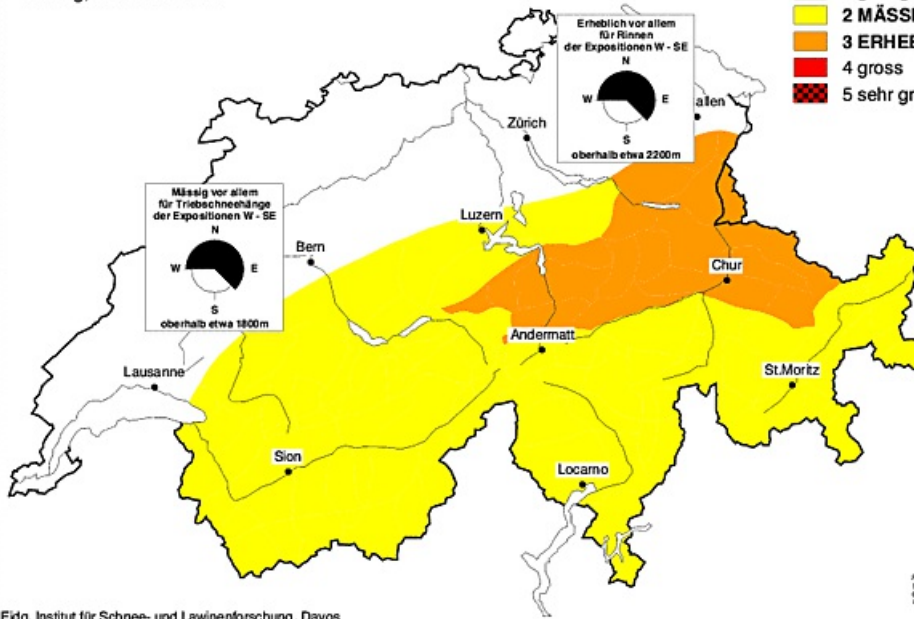 2 MÄSS
3 ERHE
4 gross
5 sehr gr
Erheblich vor allem
für Rinnen
der Expositionen W - SE
N
W E
S
oberhalb etwa 2200m
allen
Zürich
Mässig vor allem
für Triebschneehänge
der Expositionen W - SE
N
W E
S
oberhalb etwa 1800m
Luzern
Bern
Chur
Andermatt
Lausanne
St.Moritz
Sion
Locarno
Eidg. Institut für Schnee- und Lawinenforschung, Davos